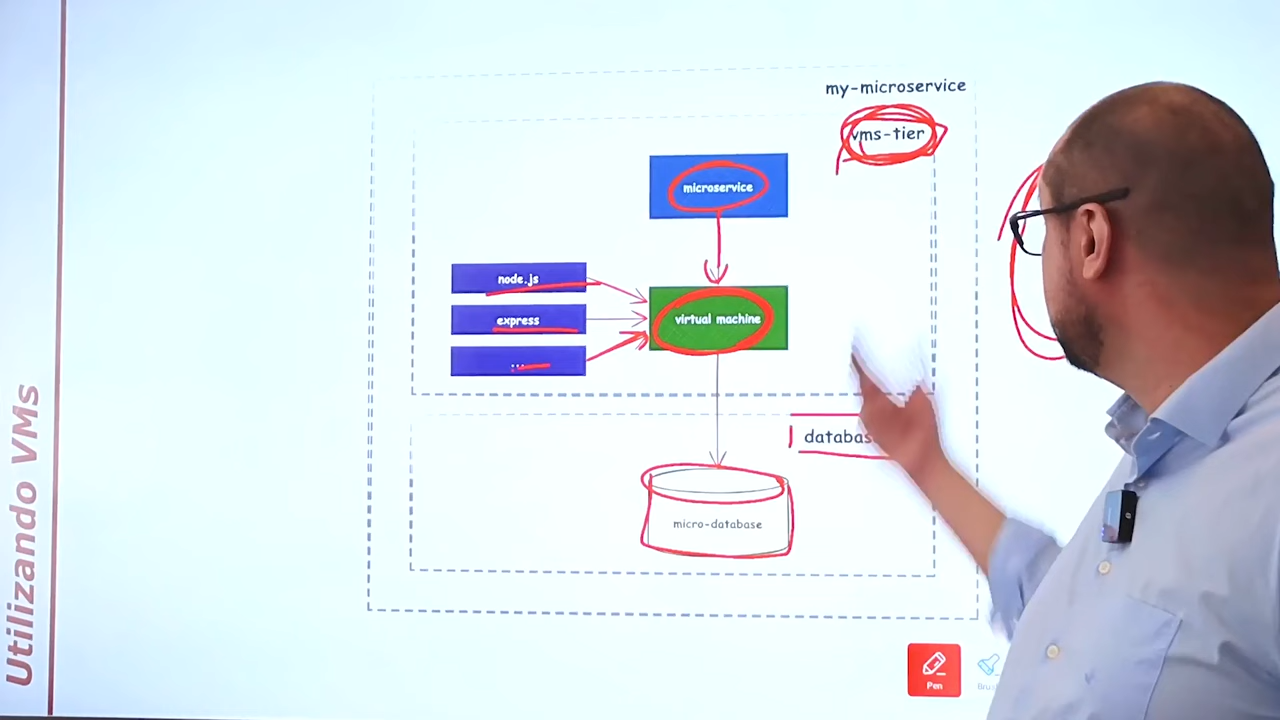 Utilizando VMs
my-microservice
vms-tier
microservice
node.js
express
...
virtual machine
micro-database
Pen